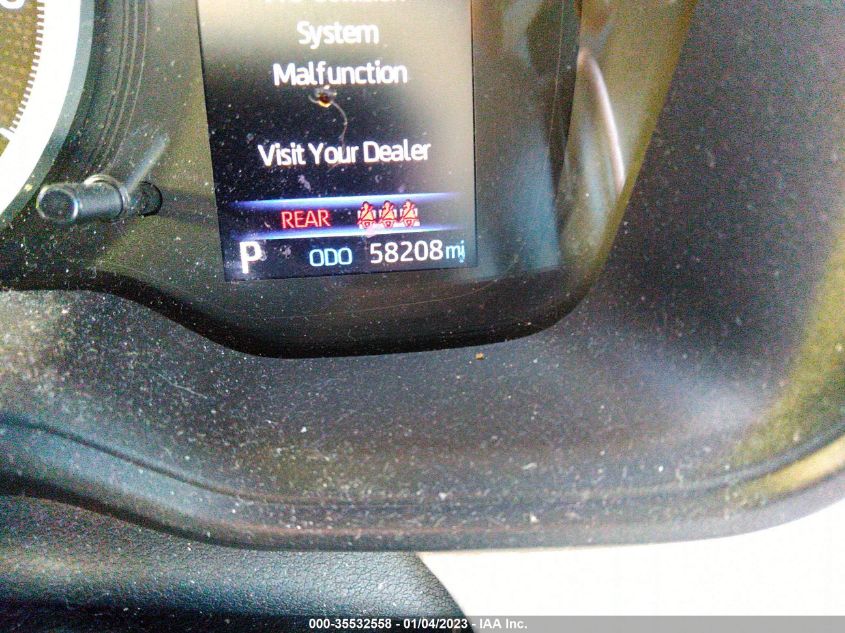 System
Malfunction
Visit Your Dealer
REAR
P ODO 58208 mi
000-35532558 - 01/04/2023 - IAA Inc.